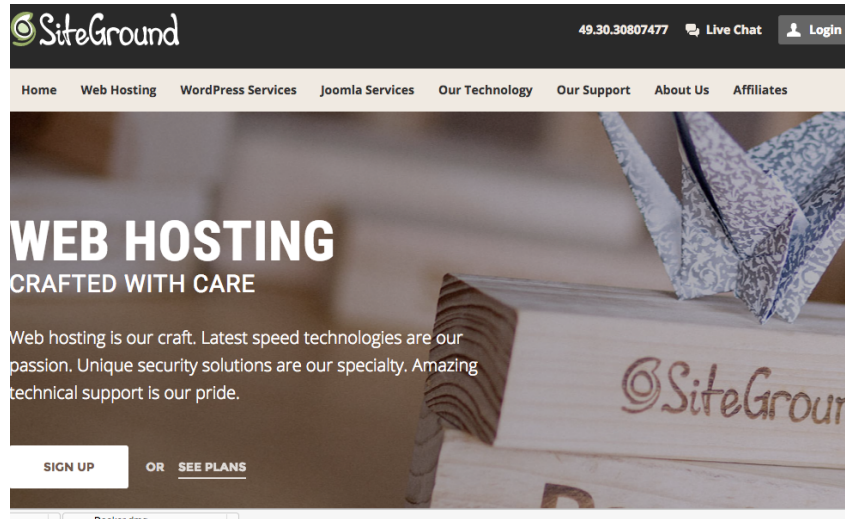 SiteGround
49.30.30807477 Live Chat Login
Home Web Hosting WordPress Services Joomla Services Our Technology Our Support About Us Affiliates
WEB HOSTING
CRAFTED WITH CARE
Web hosting is our craft. Latest speed technologies are our
passion. Unique security solutions are our specialty. Amazing
technical support is our pride.
SiteGroun
SIGN UP OR SEE PLANS